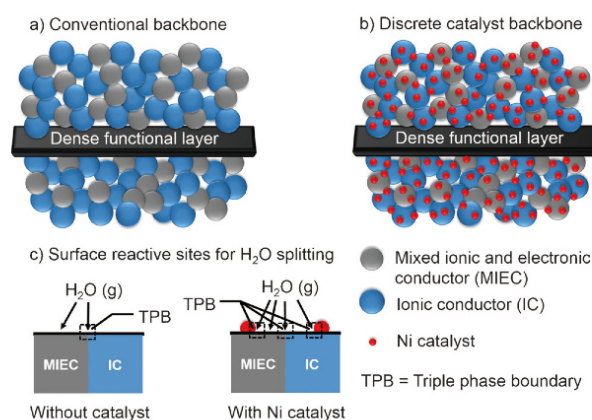 a) Conventional backbone
Dense functional layer
b) Discrete catalyst backbone
Dense functional layer
c) Surface reactive sites for H₂O splitting
H₂O (g)
TPB
MIEC
IC
Without catalyst
H₂O (g)
TPB
MIEC
IC
With Ni catalyst
Mixed ionic and electronic
conductor (MIEC)
Ionic conductor (IC)
Ni catalyst
TPB = Triple phase boundary